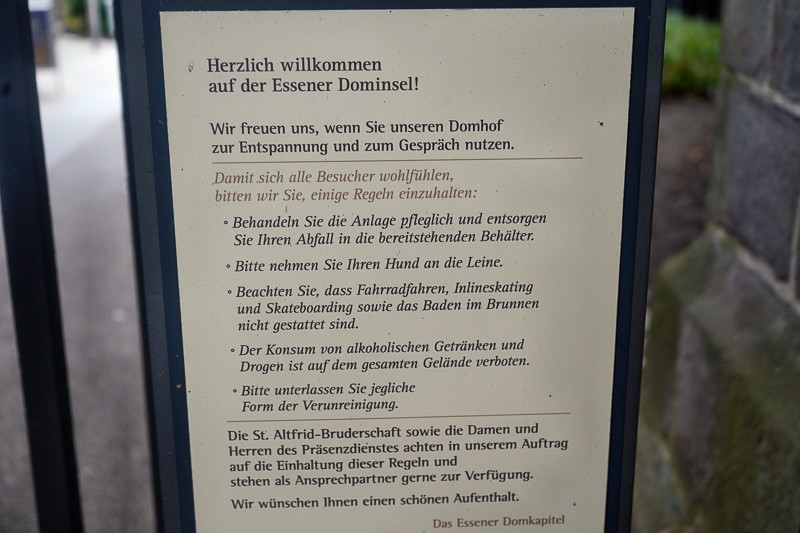 Herzlich willkommen
auf der Essener Dominsel!
Wir freuen uns, wenn Sie unseren Domhof
zur Entspannung und zum Gespräch nutzen.
Damit sich alle Besucher wohlfühlen,
bitten wir Sie, einige Regeln einzuhalten:
◦ Behandeln Sie die Anlage pfleglich und entsorgen
Sie Ihren Abfall in die bereitstehenden Behälter.
◦ Bitte nehmen Sie Ihren Hund an die Leine.
◦ Beachten Sie, dass Fahrradfahren, Inlineskating
und Skateboarding sowie das Baden im Brunnen
nicht gestattet sind.
◦ Der Konsum von alkoholischen Getränken und
Drogen ist auf dem gesamten Gelände verboten.
◦ Bitte unterlassen Sie jegliche
Form der Verunreinigung.
Die St. Altfrid-Bruderschaft sowie die Damen und
Herren des Präsenzdienstes achten in unserem Auftrag
auf die Einhaltung dieser Regeln und
stehen als Ansprechpartner gerne zur Verfügung.
Wir wünschen Ihnen einen schönen Aufenthalt.
Das Essener Domkapitel